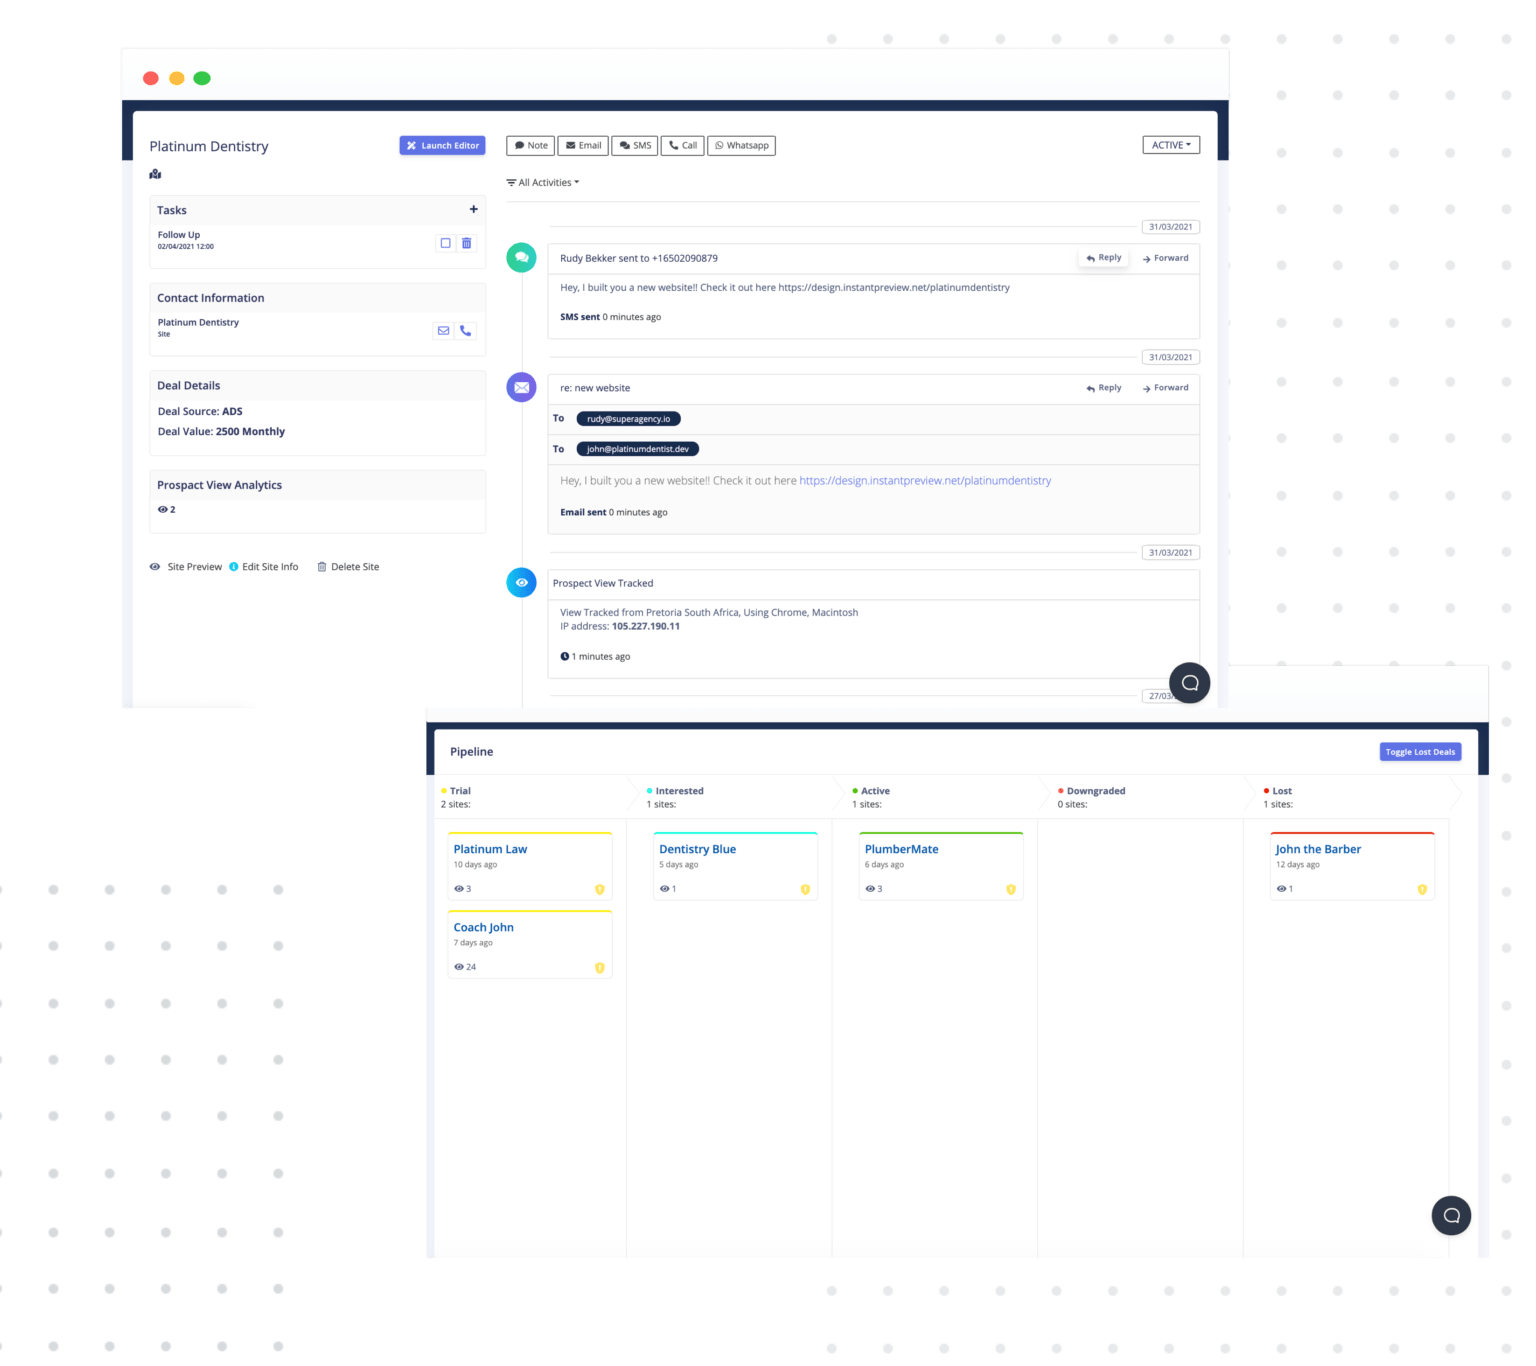 Platinum Dentistry
Launch Editor
Tasks
+
Follow Up
02/04/2021 12:00
Contact Information
Platinum Dentistry
Site
Deal Details
Deal Source: ADS
Deal Value: 2500 Monthly
Prospact View Analytics
2
Site Preview Edit Site Info Delete Site
Note Email SMS Call Whatsapp
ACTIVE
All Activities
31/03/2021
Rudy Bekker sent to +16502090879 Reply Forward
Hey, I built you a new website!! Check it out here https://design.instantpreview.net/platinumdentistry
SMS sent 0 minutes ago
31/03/2021
re: new website Reply Forward
To rudy@superagency.io
To john@platinumdentist.dev
Hey, I built you a new website!! Check it out here https://design.instantpreview.net/platinumdentistry
Email sent 0 minutes ago
31/03/2021
Prospect View Tracked
View Tracked from Pretoria South Africa, Using Chrome, Macintosh
IP address: 105.227.190.11
1 minutes ago
27/03/
Pipeline
Toggle Lost Deals
Trial
2 sites:
Platinum Law
10 days ago
3
Coach John
7 days ago
24
Interested
1 sites:
Dentistry Blue
5 days ago
1
Active
1 sites:
PlumberMate
6 days ago
3
Downgraded
0 sites:
Lost
1 sites:
John the Barber
12 days ago
1